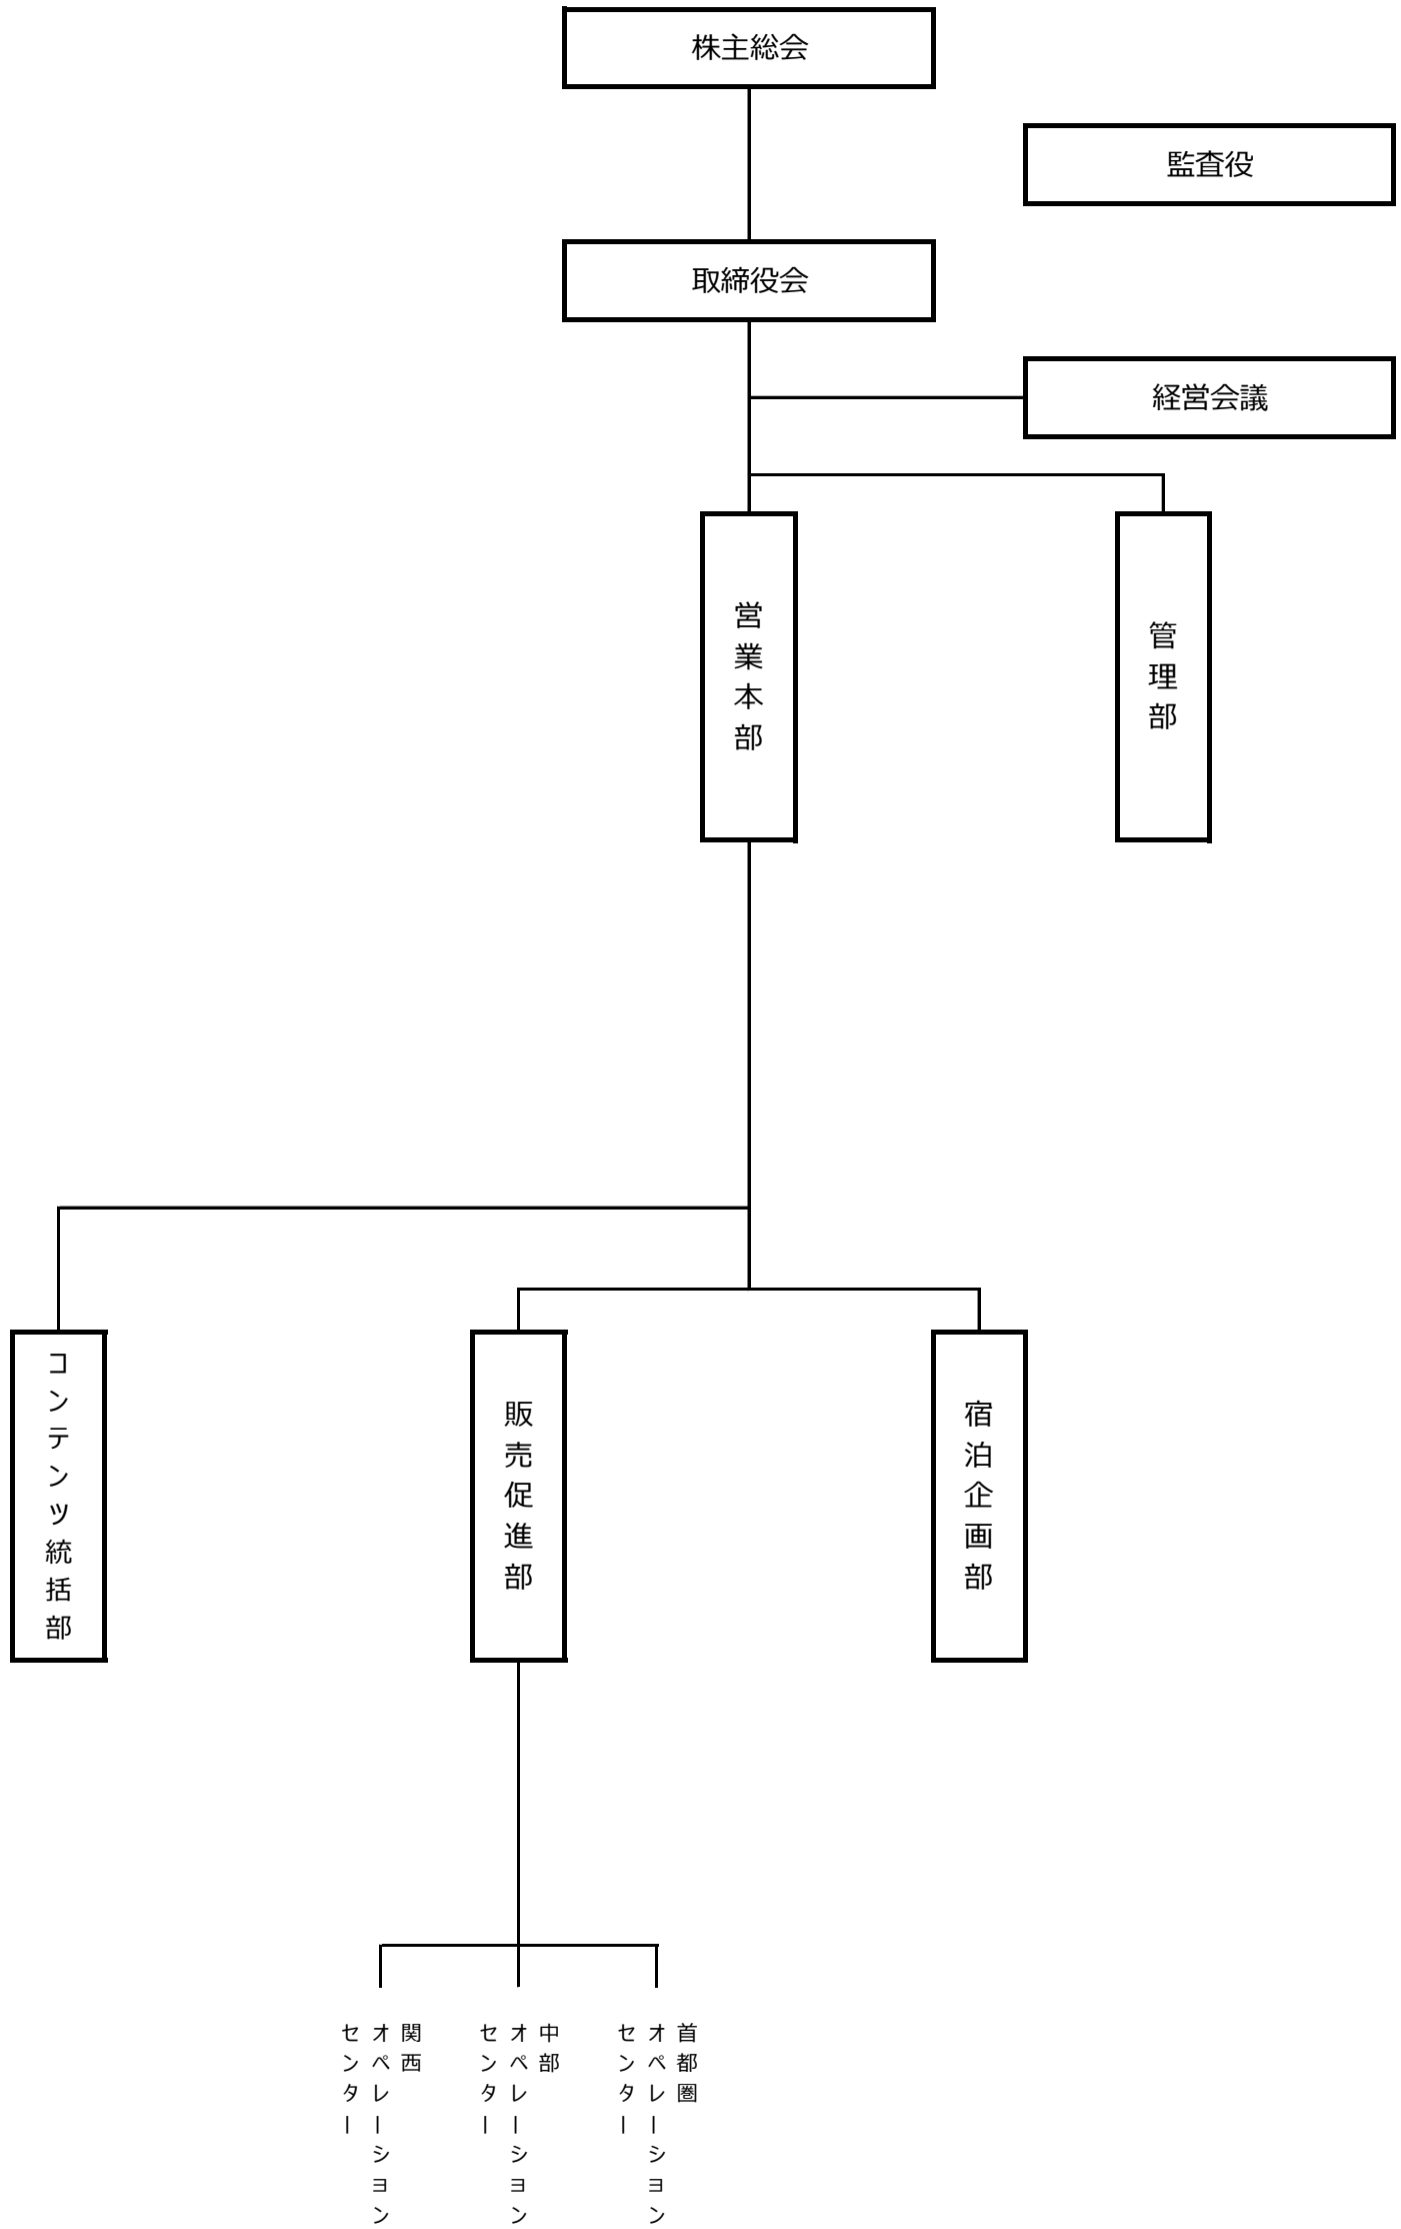 株主総会
監査役
取締役会
経営会議
営業本部
管理部
コンテンツ統括部
販売促進部
宿泊企画部
首都圏
オペレーション
センター
中部
オペレーション
センター
関西
オペレーション
センター